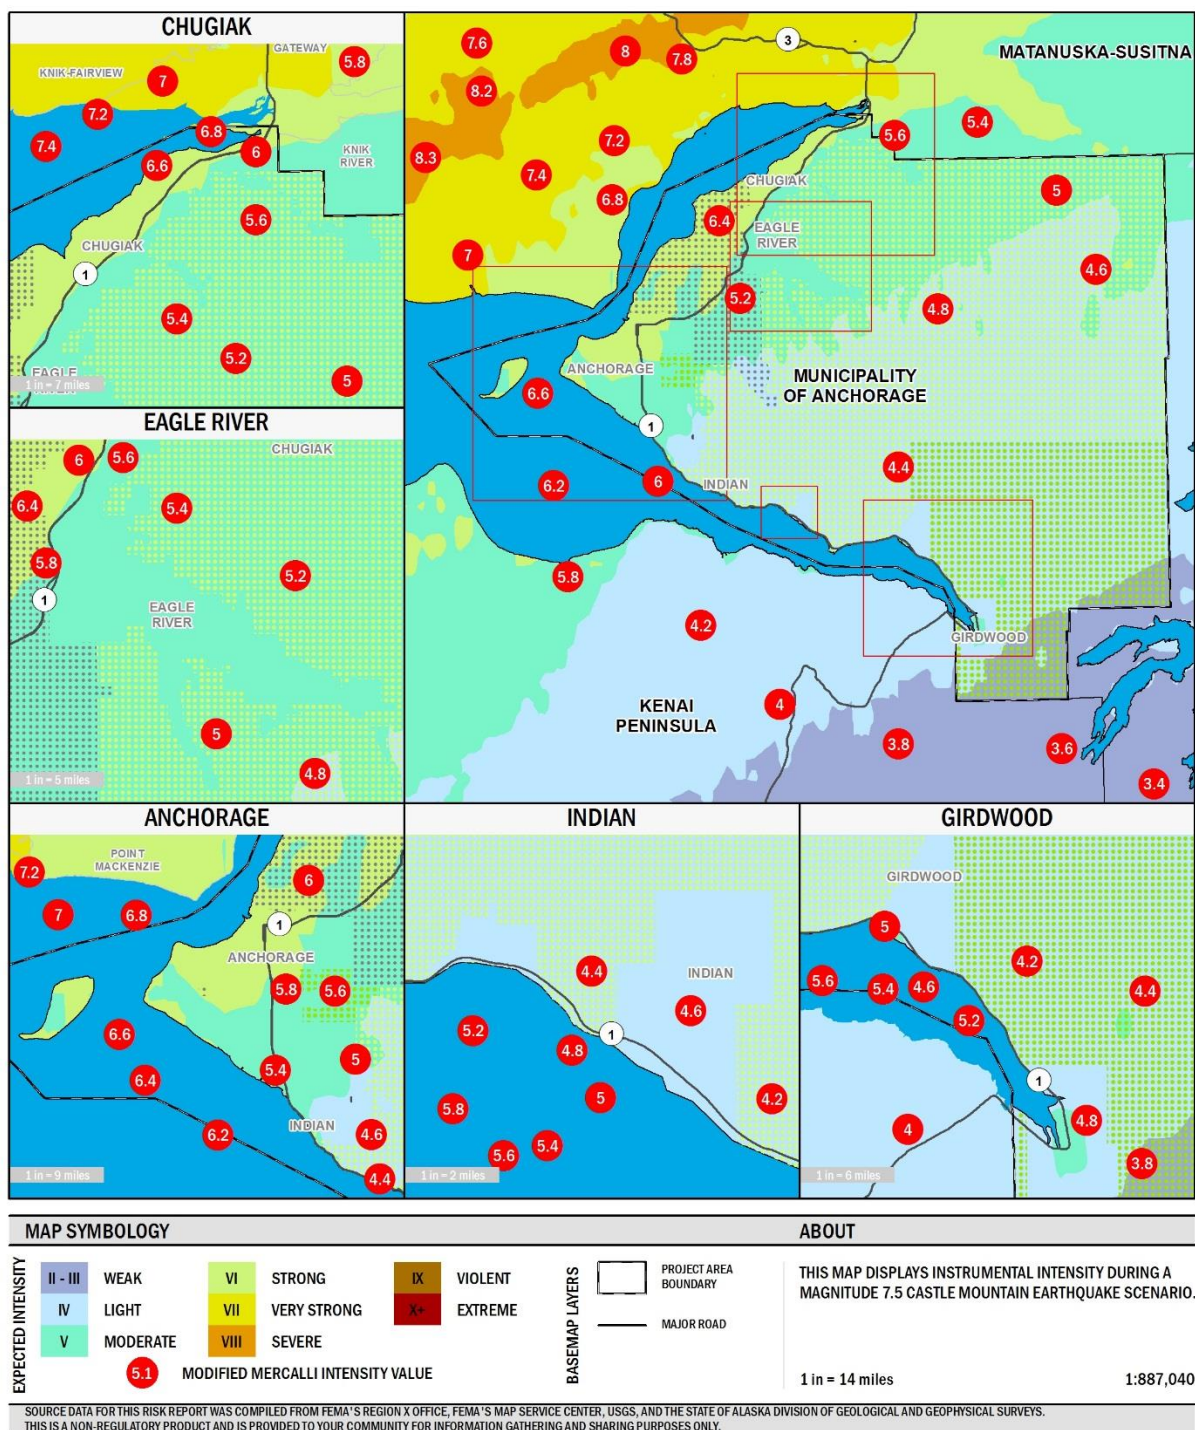 CHUGIAK
GATEWAY
5.8
KNIK-FAIRVIEW
7
7.2
7.4
6.8
6.6
6
KNIK
RIVER
5.6
CHUGIAK
1
5.4
5.2
5
EAGLE
RIVER
1 in = 7 miles
7.6
8
7.8
3
MATANUSKA-SUSITNA
8.2
5.6
5.4
7.2
8.3
7.4
CHUGIAK
5
6.8
6.4
EAGLE
RIVER
7
4.6
5.2
4.8
ANCHORAGE
MUNICIPALITY
OF ANCHORAGE
6.6
1
4.4
6.2
6
INDIAN
5.8
4.2
GIRDWOOD
KENAI
PENINSULA
4
3.8
3.6
3.4
EAGLE RIVER
CHUGIAK
6
5.6
6.4
5.4
5.8
5.2
1
EAGLE
RIVER
5
4.8
1 in = 5 miles
ANCHORAGE
POINT
MACKENZIE
7.2
7
6.8
6
1
ANCHORAGE
5.8
5.6
6.6
5
5.4
6.4
INDIAN
6.2
4.6
4.4
1 in = 9 miles
INDIAN
4.4
INDIAN
4.6
5.2
1
4.8
5
5.8
4.2
5.4
5.6
1 in = 2 miles
GIRDWOOD
GIRDWOOD
5
4.2
5.6
5.4
4.6
4.4
5.2
1
4
4.8
3.8
1 in = 6 miles
MAP SYMBOLOGY
EXPECTED INTENSITY
II - III WEAK
IV LIGHT
V MODERATE
VI STRONG
VII VERY STRONG
VIII SEVERE
IX VIOLENT
X+ EXTREME
5.1 MODIFIED MERCALLI INTENSITY VALUE
BASEMAP LAYERS
PROJECT AREA
BOUNDARY
MAJOR ROAD
ABOUT
THIS MAP DISPLAYS INSTRUMENTAL INTENSITY DURING A
MAGNITUDE 7.5 CASTLE MOUNTAIN EARTHQUAKE SCENARIO.
1 in = 14 miles 1:887,040
SOURCE DATA FOR THIS RISK REPORT WAS COMPILED FROM FEMA'S REGION X OFFICE, FEMA'S MAP SERVICE CENTER, USGS, AND THE STATE OF ALASKA DIVISION OF GEOLOGICAL AND GEOPHYSICAL SURVEYS.
THIS IS A NON-REGULATORY PRODUCT AND IS PROVIDED TO YOUR COMMUNITY FOR INFORMATION GATHERING AND SHARING PURPOSES ONLY.